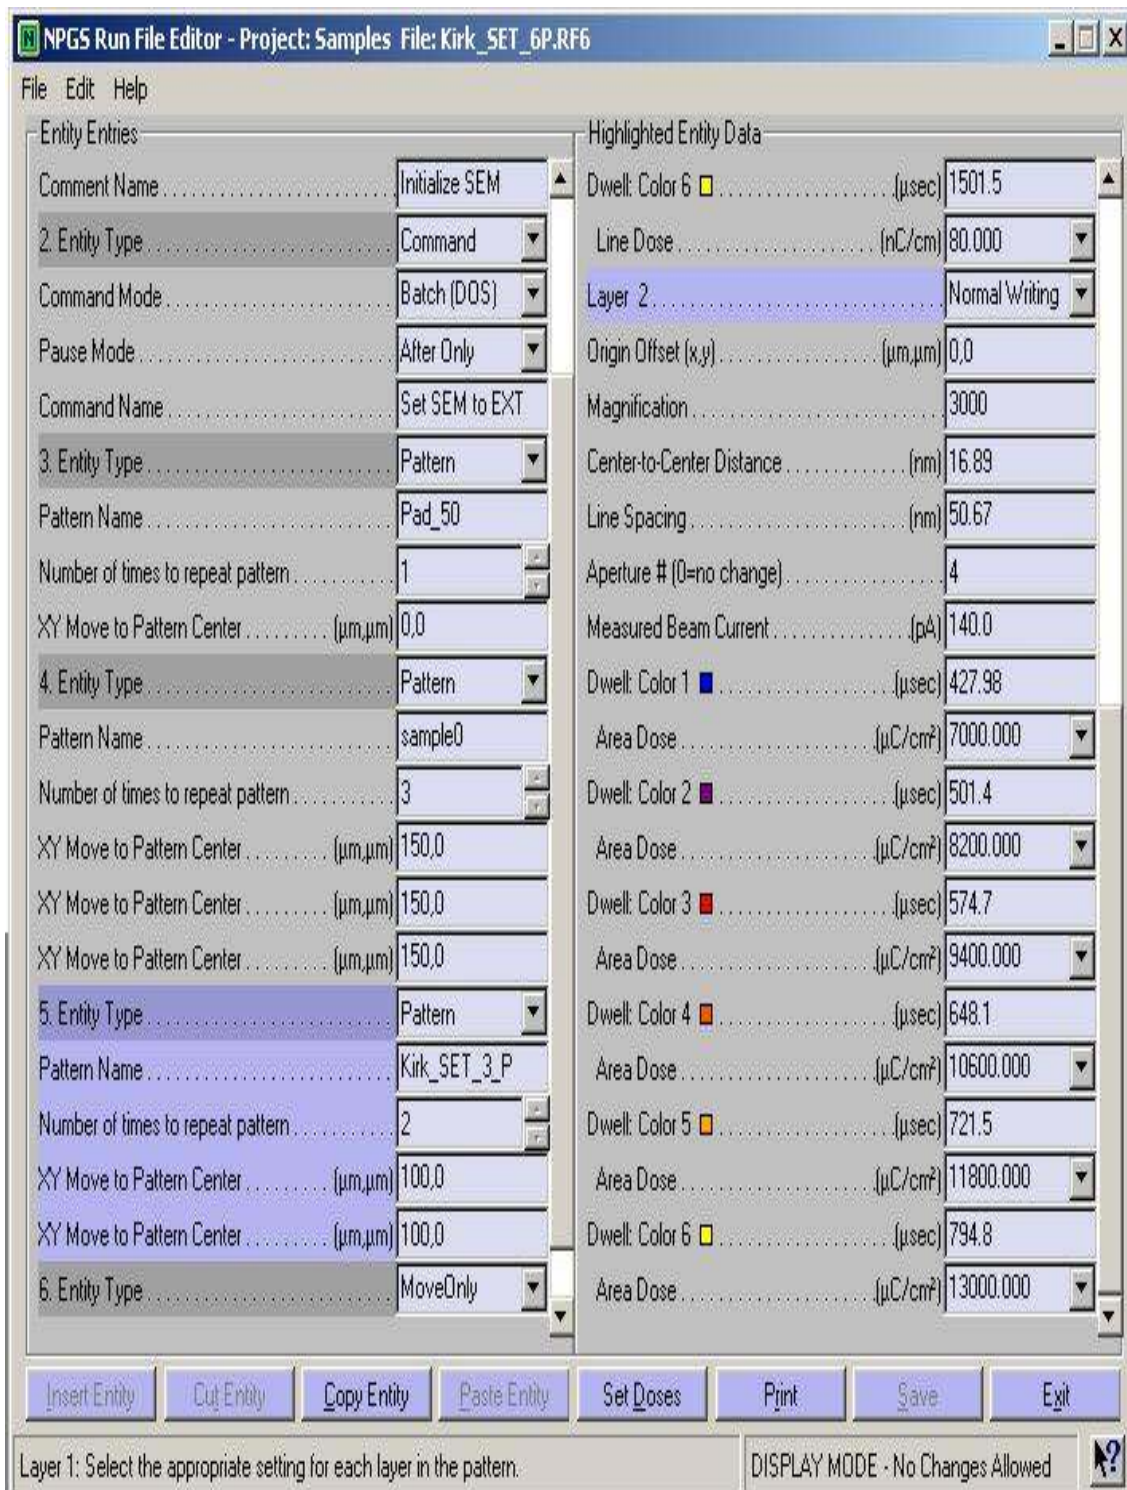 NPGS Run File Editor - Project: Samples File: Kirk_SET_6P.RF6
File Edit Help
Entity Entries
Comment Name Initialize SEM
2. Entity Type Command
Command Mode Batch (DOS)
Pause Mode After Only
Command Name Set SEM to EXT
3. Entity Type Pattern
Pattern Name Pad_50
Number of times to repeat pattern 1
XY Move to Pattern Center (µm,µm) 0,0
4. Entity Type Pattern
Pattern Name sample0
Number of times to repeat pattern 3
XY Move to Pattern Center (µm,µm) 150,0
XY Move to Pattern Center (µm,µm) 150,0
XY Move to Pattern Center (µm,µm) 150,0
5. Entity Type Pattern
Pattern Name Kirk_SET_3_P
Number of times to repeat pattern 2
XY Move to Pattern Center (µm,µm) 100,0
XY Move to Pattern Center (µm,µm) 100,0
6. Entity Type MoveOnly
Highlighted Entity Data
Dwell: Color 6 (µsec) 1501.5
Line Dose (nC/cm) 80.000
Layer 2 Normal Writing
Origin Offset (x,y) (µm,µm) 0,0
Magnification 3000
Center-to-Center Distance (nm) 16.89
Line Spacing (nm) 50.67
Aperture # (0=no change) 4
Measured Beam Current (pA) 140.0
Dwell: Color 1 (µsec) 427.98
Area Dose (µC/cm²) 7000.000
Dwell: Color 2 (µsec) 501.4
Area Dose (µC/cm²) 8200.000
Dwell: Color 3 (µsec) 574.7
Area Dose (µC/cm²) 9400.000
Dwell: Color 4 (µsec) 648.1
Area Dose (µC/cm²) 10600.000
Dwell: Color 5 (µsec) 721.5
Area Dose (µC/cm²) 11800.000
Dwell: Color 6 (µsec) 794.8
Area Dose (µC/cm²) 13000.000
Insert Entity Cut Entity Copy Entity Paste Entity Set Doses Print Save Exit
Layer 1: Select the appropriate setting for each layer in the pattern. DISPLAY MODE - No Changes Allowed